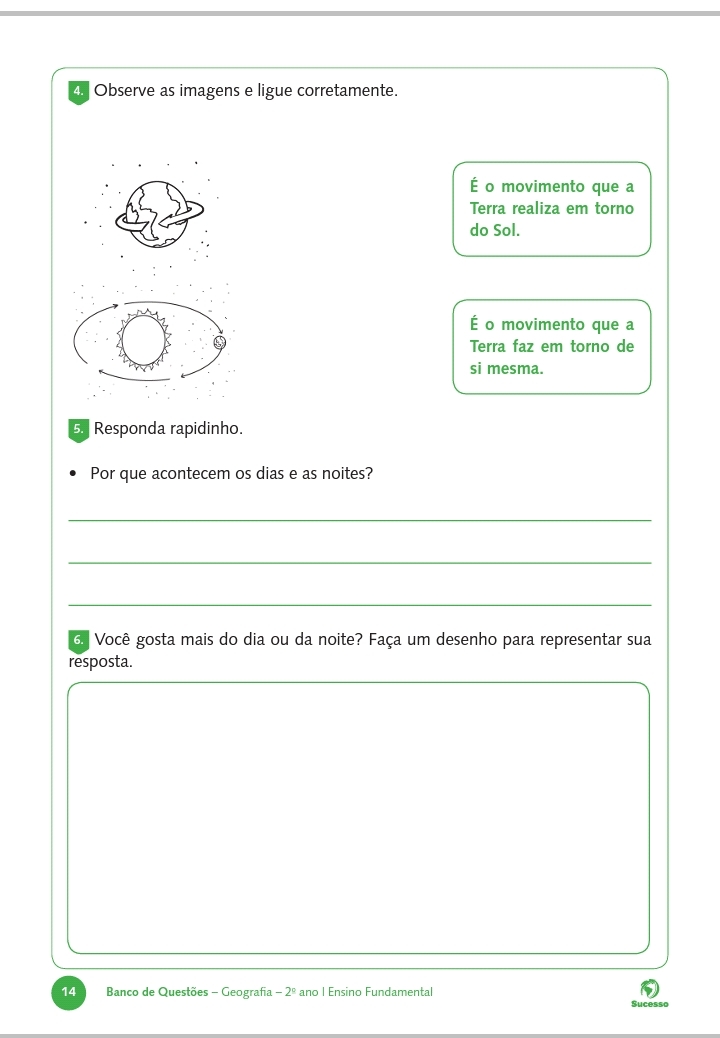 4. Observe as imagens e ligue corretamente.
É o movimento que a
Terra realiza em torno
do Sol.
É o movimento que a
Terra faz em torno de
si mesma.
5. Responda rapidinho.
• Por que acontecem os dias e as noites?
6. Você gosta mais do dia ou da noite? Faça um desenho para representar sua
resposta.
14 Banco de Questões – Geografia – 2º ano | Ensino Fundamental
Sucesso